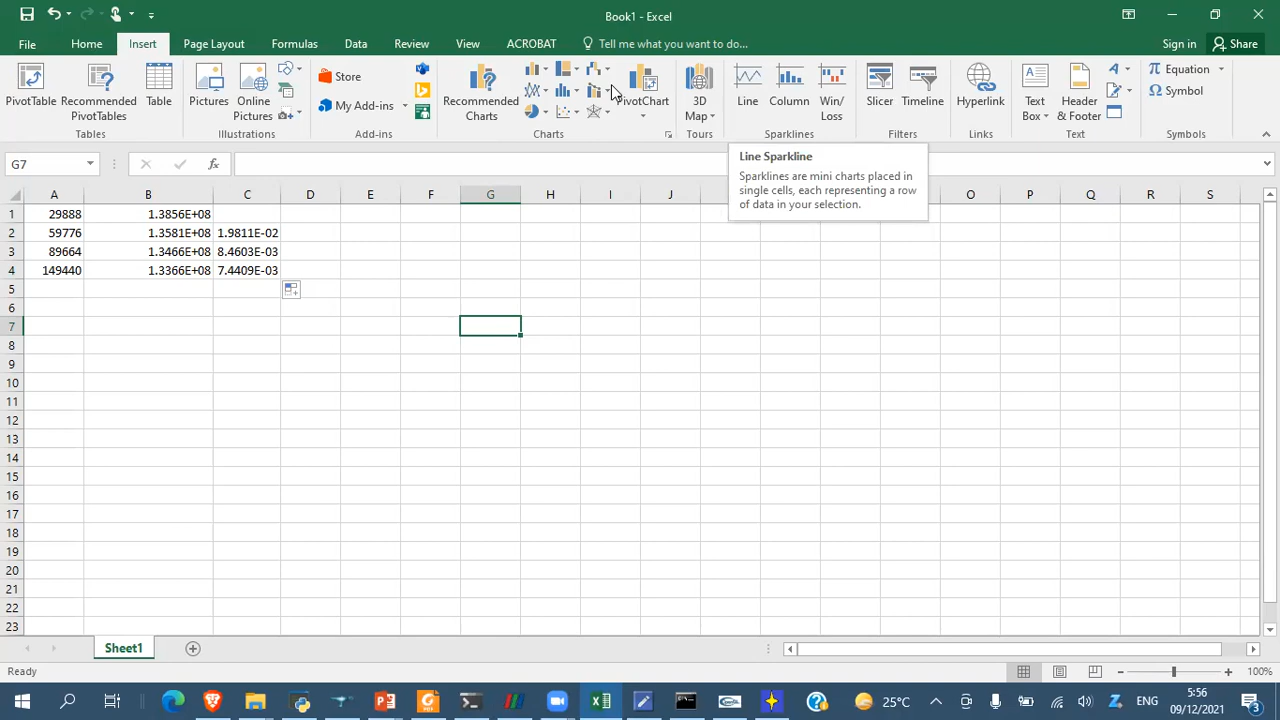 Book1 - Excel
File Home Insert Page Layout Formulas Data Review View ACROBAT Tell me what you want to do... Sign in Share
PivotTable Recommended PivotTables Table Pictures Online Pictures Store My Add-ins Recommended Charts PivotChart 3D Map Line Column Win/Loss Slicer Timeline Hyperlink Text Box Header & Footer Equation Symbol
Tables Illustrations Add-ins Charts Tours Sparklines Filters Links Text Symbols
G7 fx
Line Sparkline
Sparklines are mini charts placed in
single cells, each representing a row
of data in your selection.
A B C D E F G H I J O P Q R S
1 29888 1.3856E+08
2 59776 1.3581E+08 1.9811E-02
3 89664 1.3466E+08 8.4603E-03
4 149440 1.3366E+08 7.4409E-03
5
6
7
8
9
10
11
12
13
14
15
16
17
18
19
20
21
22
23
Sheet1
Ready 100%
25°C ENG 5:56
09/12/2021 3